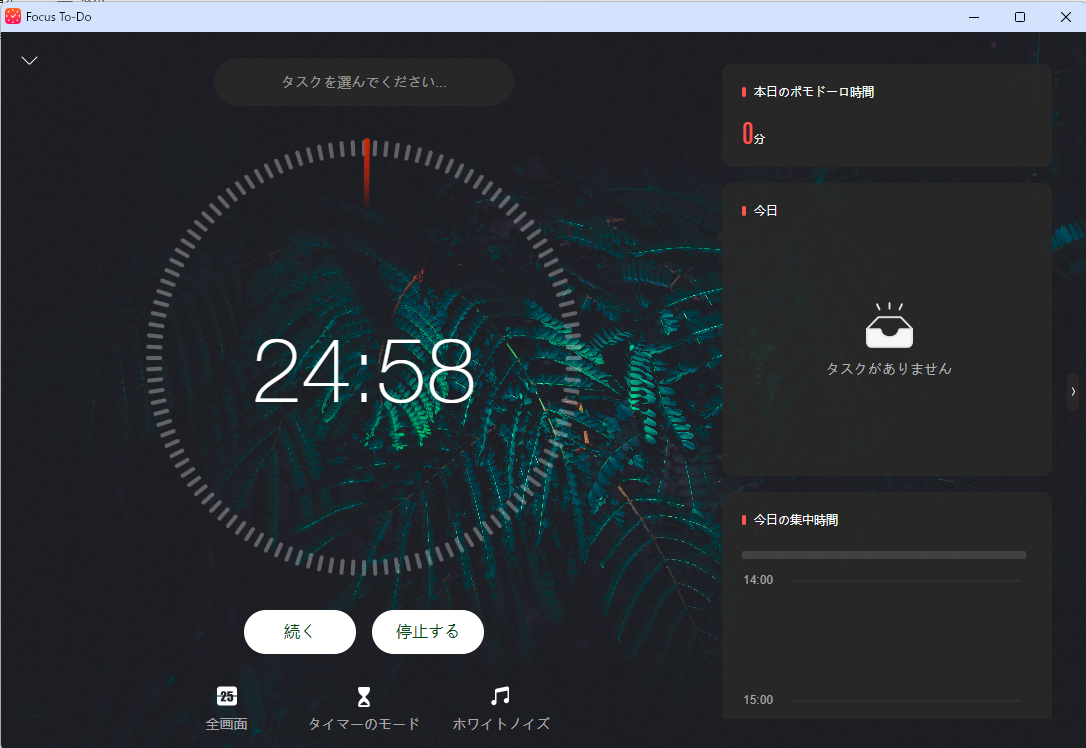 Focus To-Do
タスクを選んでください...
24:58
続く
停止する
25
全画面
タイマーのモード
ホワイトノイズ
本日のポモドーロ時間
0分
今日
タスクがありません
今日の集中時間
14:00
15:00